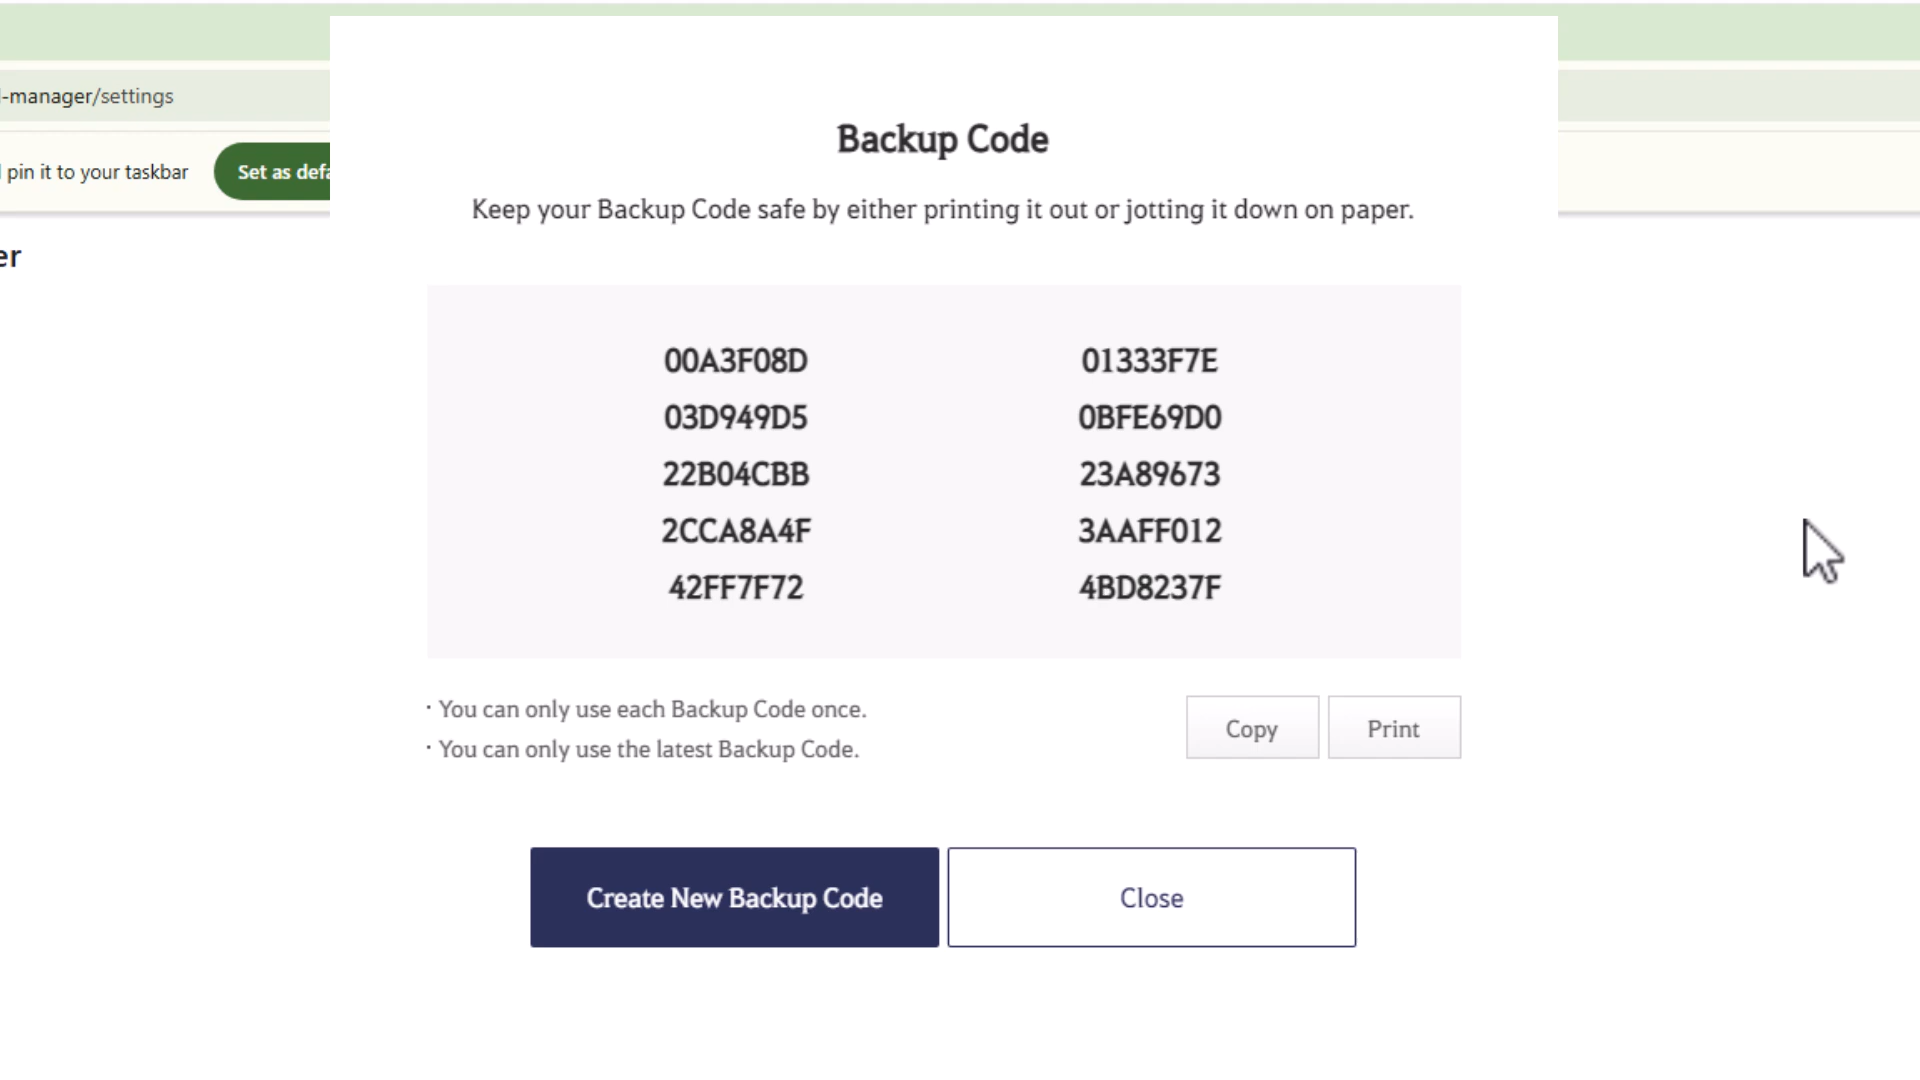 -manager/settings
pin it to your taskbar
Set as defa
er
Backup Code
Keep your Backup Code safe by either printing it out or jotting it down on paper.
00A3F08D 01333F7E
03D949D5 0BFE69D0
22B04CBB 23A89673
2CCA8A4F 3AAFF012
42FF7F72 4BD8237F
· You can only use each Backup Code once.
· You can only use the latest Backup Code.
Copy Print
Create New Backup Code Close